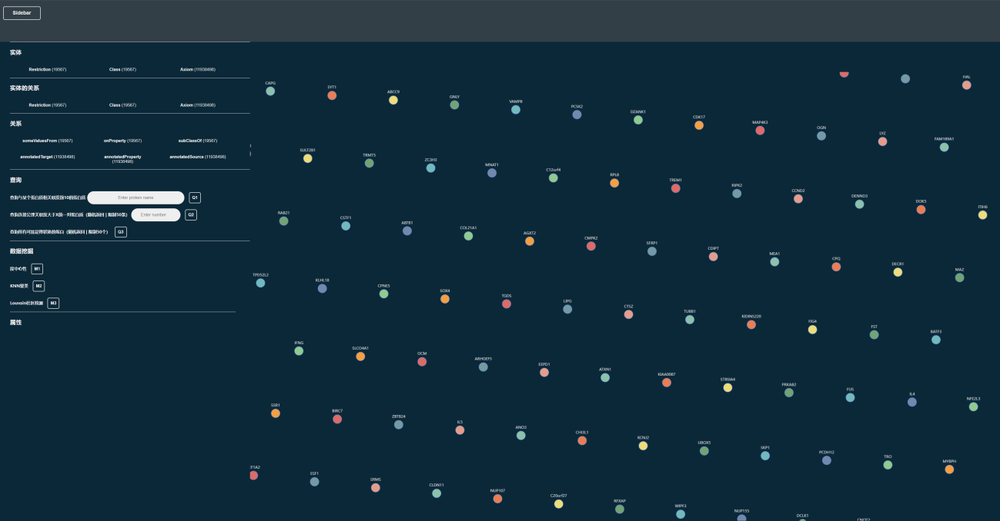 Sidebar
实体
Restriction (19567) Class (19567) Axiom (11938498)
实体的关系
Restriction (19567) Class (19567) Axiom (11938498)
关系
someValuesFrom (19567) onProperty (19567) subClassOf (19567)
annotatedTarget (11938498) annotatedProperty (11938498) annotatedSource (11938498)
查询
查询与某个蛋白质相关联度前10的蛋白质 Enter protein name Q1
查询连接公理关联度大于X的一对蛋白质 (随机返回 | 限制50条) Enter number Q2
查询所有可能是棒状体的蛋白 (随机返回 | 限制50个) Q3
数据挖掘
度中心性 M1
KNN聚类 M2
Louvain社区检测 M3
属性
HAL
CAPG SYT1 ABCC9 GNLY VAMP8 PCSK2 DZANK1 CDK17 MAP4K3 OGN LYZ FAM189A1
SULT2B1 TRMT5 ZC3H3 MNAT1 C12orf4 RPL8 TREM1 RIPK2 CCND2 DENND3 DOK5 ITIH6
RAB21 CSTF1 ABTB1 COL21A1 AGXT2 CMPK2 SFRP1 CDIPT MEA1 CPQ DECR1 MAZ
TPD52L2 KLHL18 CPNE5 SOX4 TGDS LIPG CTSZ TUBB1 KIDINS220 FIG4 FST BATF3
IFNG SLCO4A1 OCM ARHGEF5 EEPD1 ATXN1 KIAA0087 ST8SIA4 PRKAB2 FUS IL4 NFE2L3
SSR1 BIRC7 ZBTB24 IL5 ANO3 CHI3L1 KCNJ2 UBOX5 SKP1 PCDH12 TRO MYBPH
ESF1 SRMS CLDN11 NUP107 C20orf27 RFXAP WIPF3 NUP155 DCLK1 CNOT2